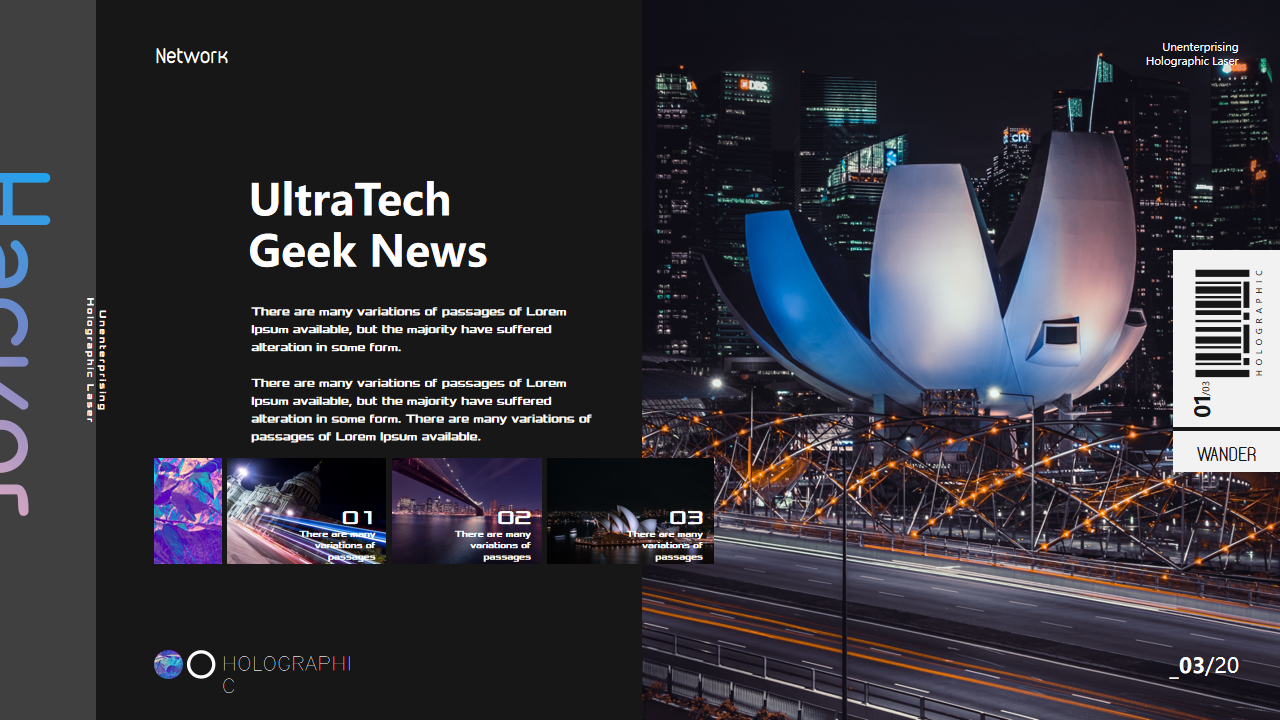 Network
Unenterprising
Holographic Laser
Hacker
Unenterprising
Holographic Laser
UltraTech
Geek News
There are many variations of passages of Lorem
Ipsum available, but the majority have suffered
alteration in some form.
There are many variations of passages of Lorem
Ipsum available, but the majority have suffered
alteration in some form. There are many variations of
passages of Lorem Ipsum available.
01
There are many
variations of
passages
02
There are many
variations of
passages
03
There are many
variations of
passages
DBS
citi
HOLOGRAPHIC
01/03
WANDER
HOLOGRAPHI
C
_03/20